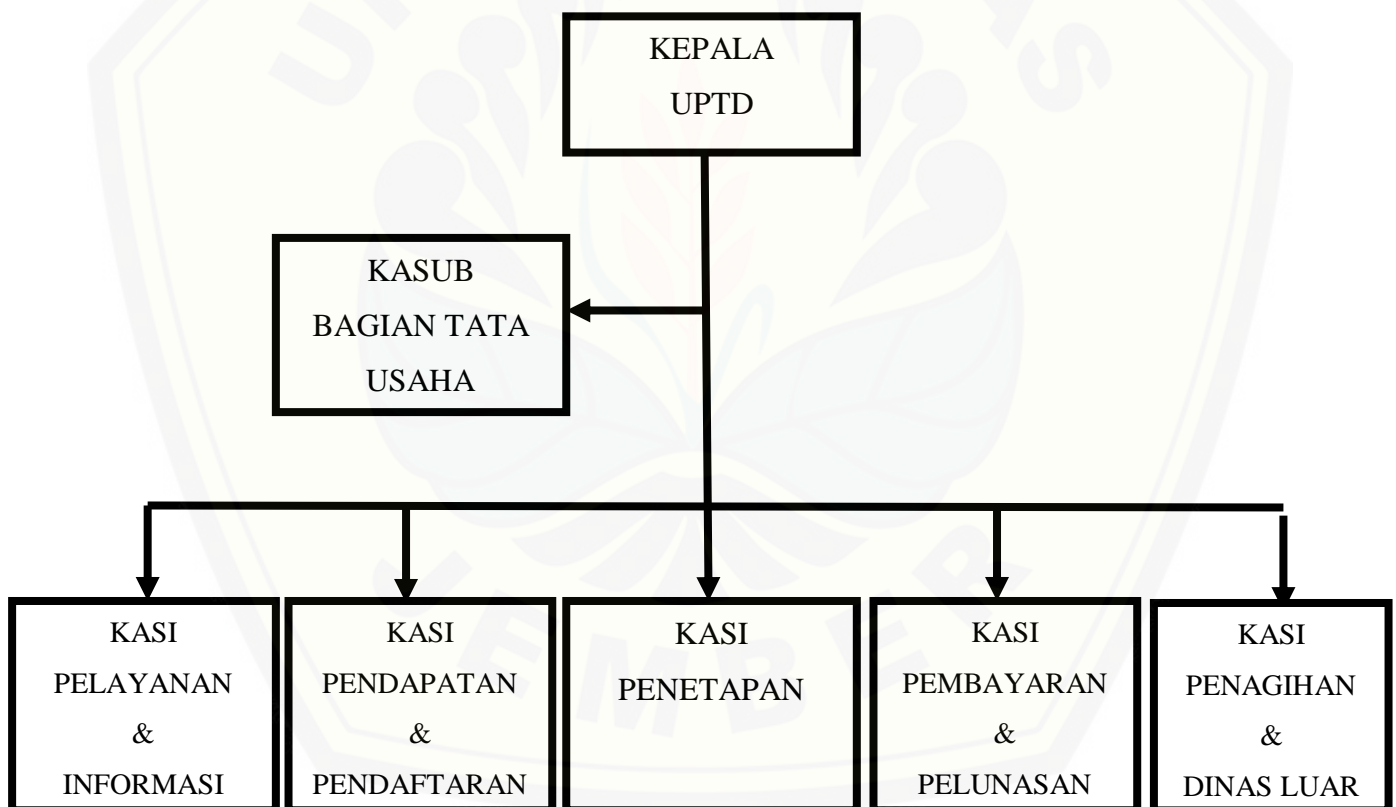 KEPALA
UPTD
KASUB
BAGIAN TATA
USAHA
KASI
PELAYANAN
&
INFORMASI
KASI
PENDAPATAN
&
PENDAFTARAN
KASI
PENETAPAN
KASI
PEMBAYARAN
&
PELUNASAN
KASI
PENAGIHAN
&
DINAS LUAR